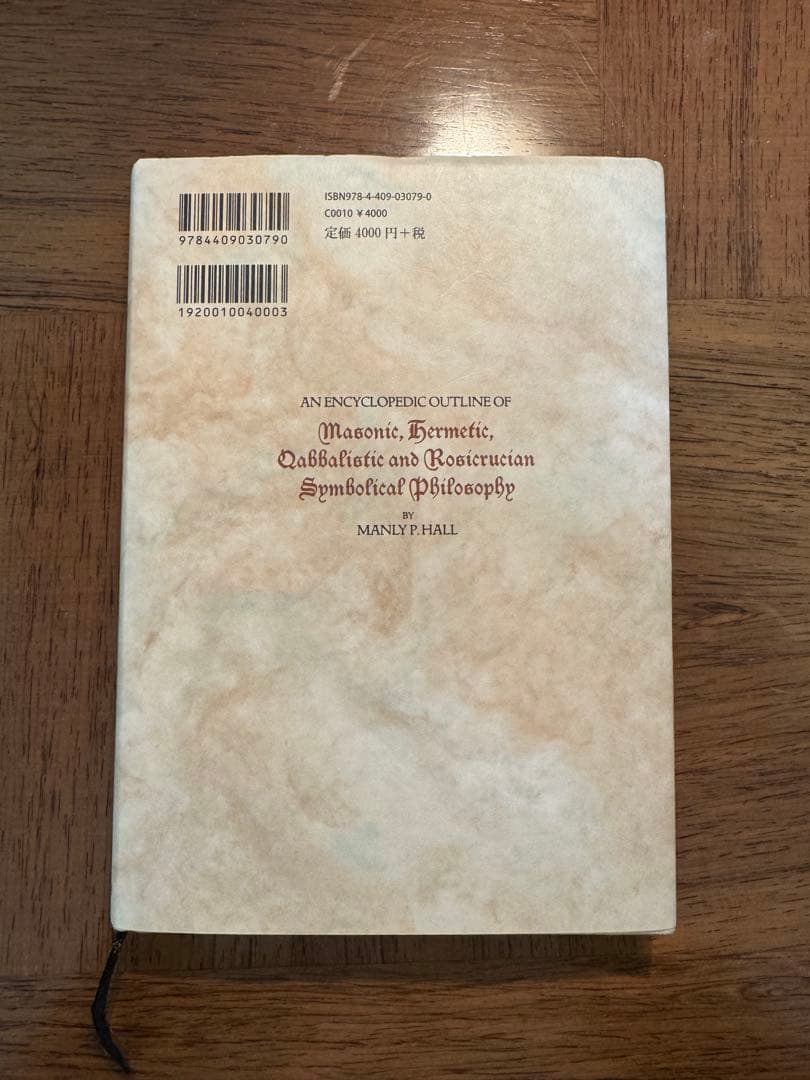 ISBN978-4-409-03079-0
C0010 ¥4000
定価 4000 円+税
9784409030790
1920010040003
AN ENCYCLOPEDIC OUTLINE OF
Masonic, Hermetic,
Qabbalistic and Rosicrucian
Symbolical Philosophy
BY
MANLY P. HALL